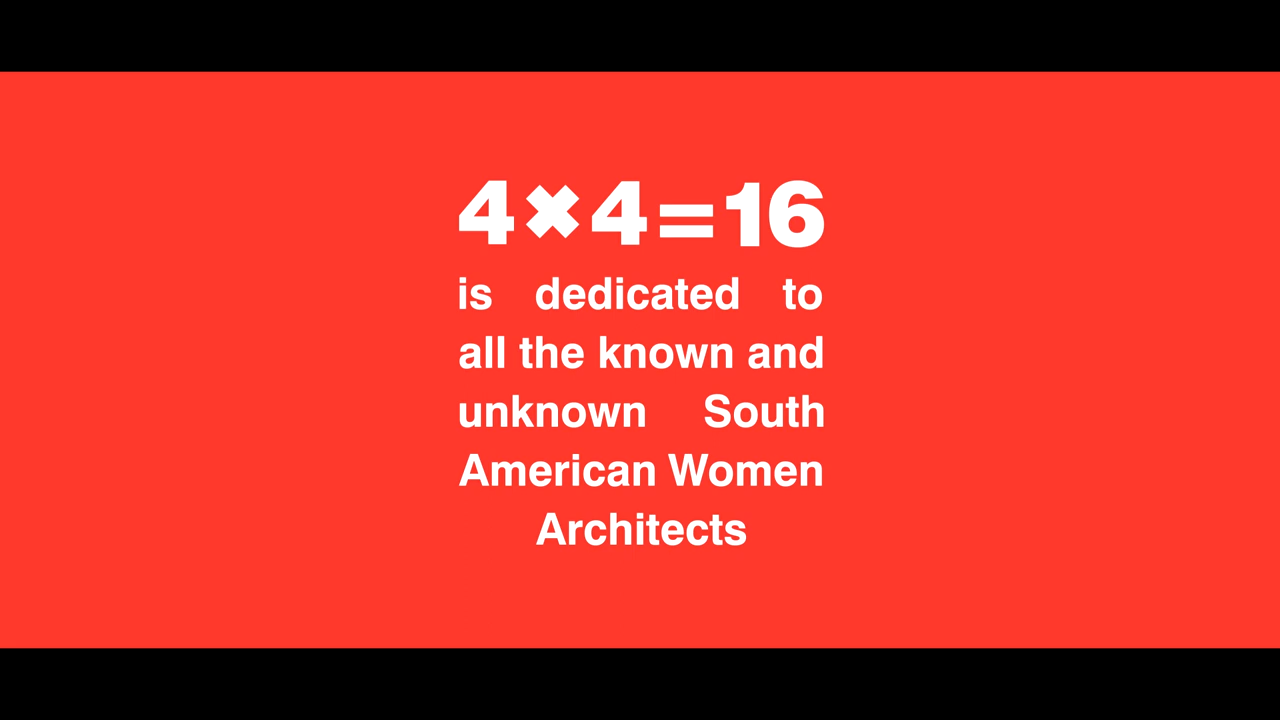 4×4=16
is dedicated to
all the known and
unknown South
American Women
Architects